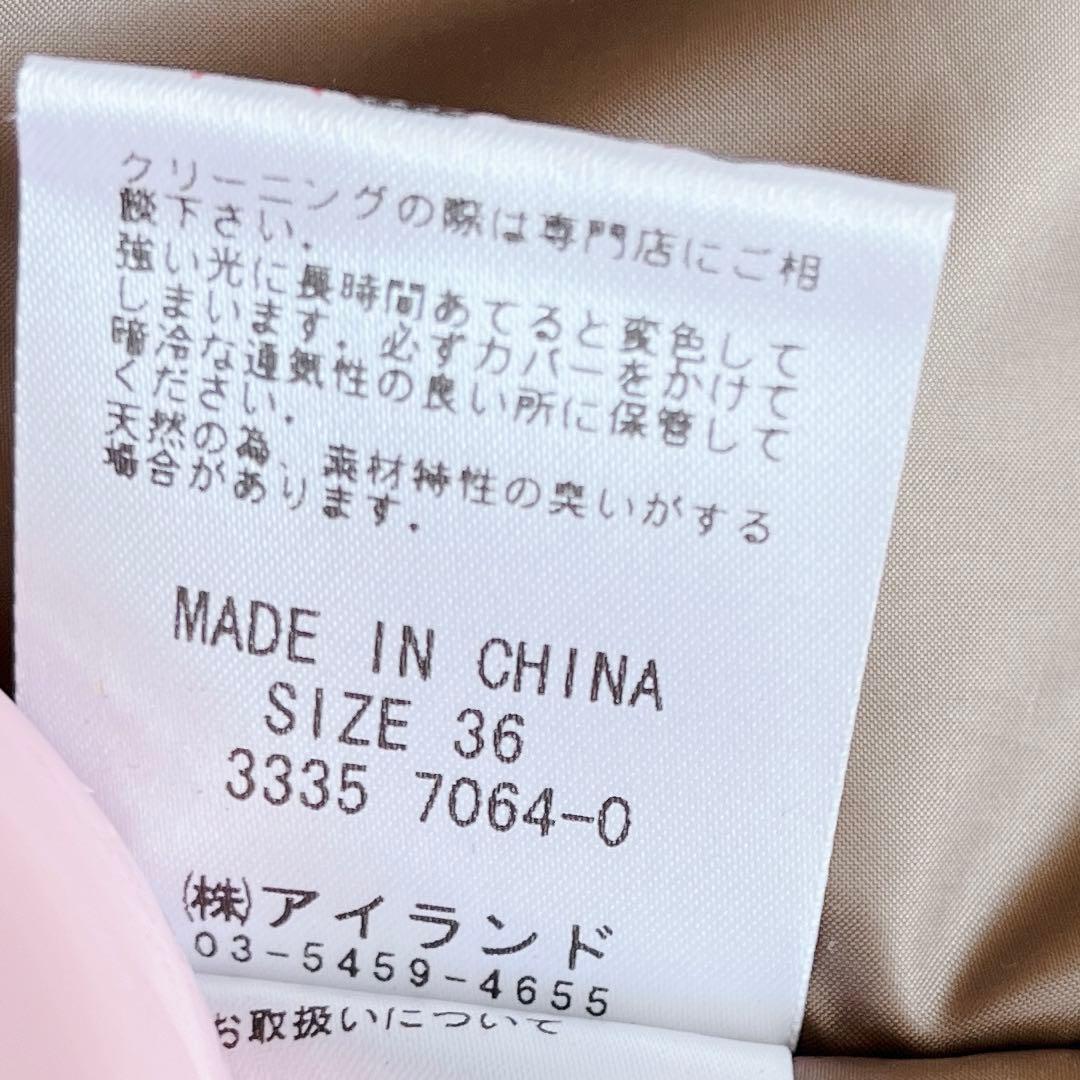 クリーニングの際は専門店にご相
談下さい.
強い光に長時間あてると変色して
しまいます.必ずカバーをかけて
暗冷な通気性の良い所に保管して
ください.
天然の為、素材特性の臭いがする
場合があります.
MADE IN CHINA
SIZE 36
3335 7064-0
㈱アイランド
03-5459-4655
お取扱いについて